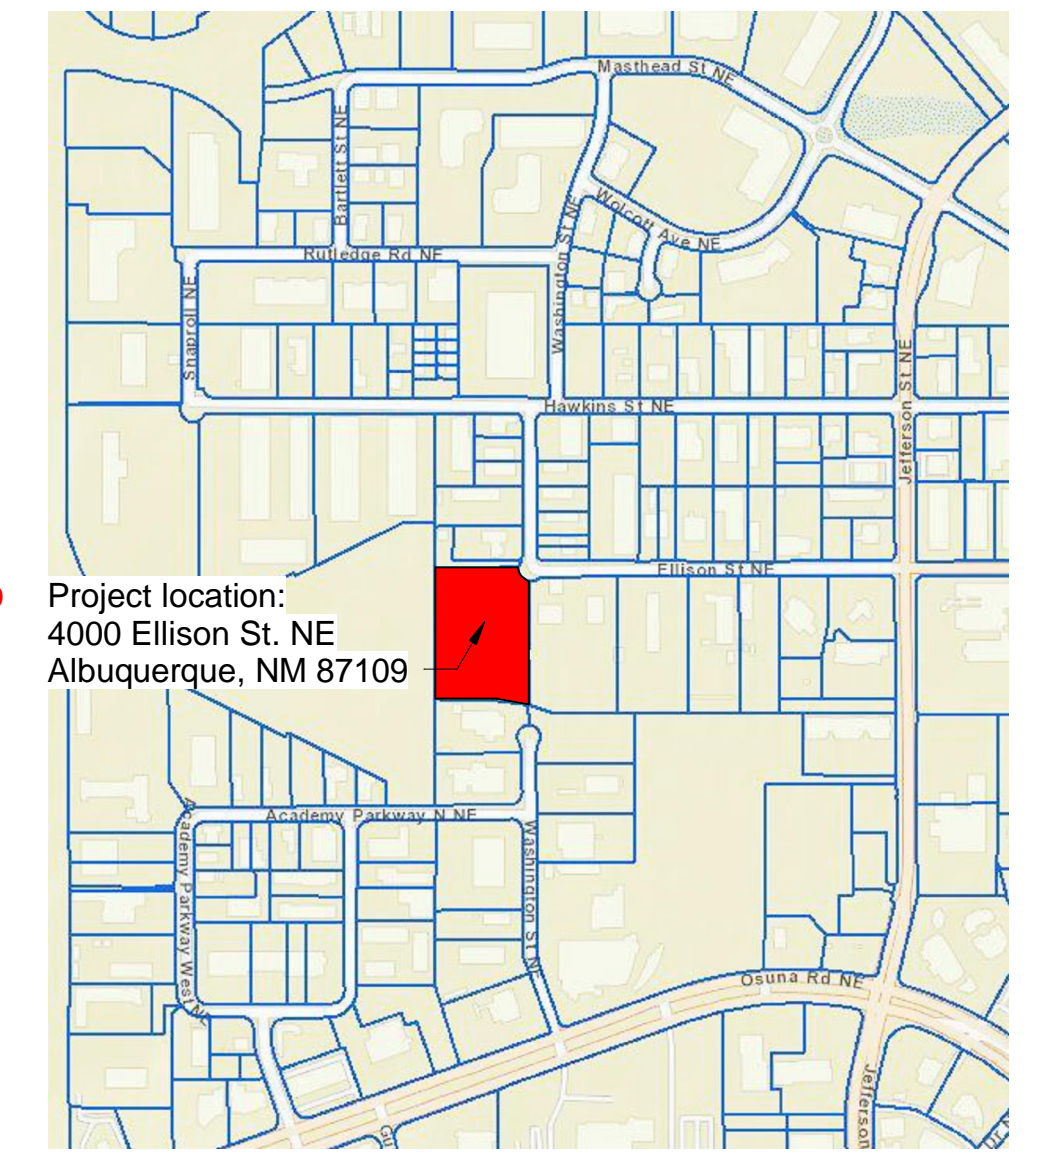 Masthead St NE
Bartlett St NE
Wolcott Ave NE
Washington St NE
Rutledge Rd NE
Snaproll NE
Jefferson St NE
Hawkins St NE
Ellison St NE
Project location:
4000 Ellison St. NE
Albuquerque, NM 87109
Academy Parkway N NE
Academy Parkway West NE
Washington St NE
Osuna Rd NE
Jefferson
Gu